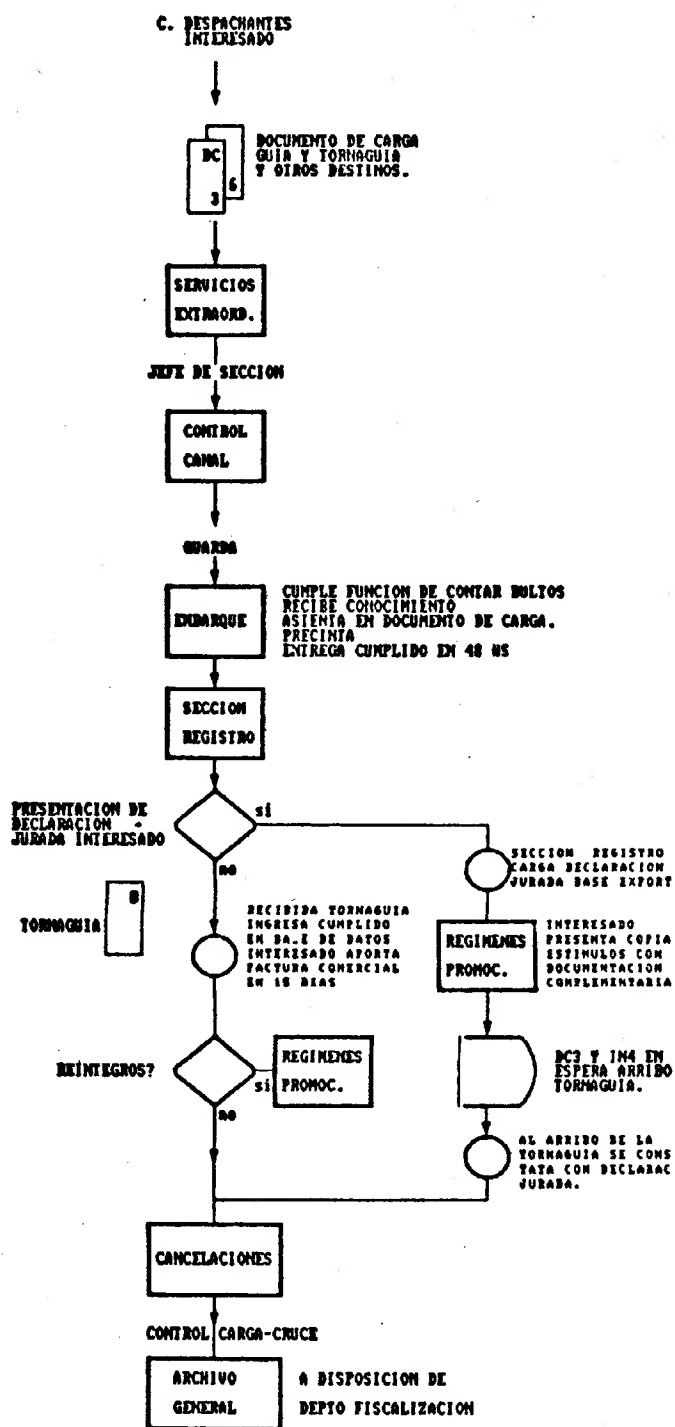 C. DESPACHANTES
INTERESADO
DC
6
3
DOCUMENTO DE CARGA
GUIA Y TORNAGUIA
Y OTROS DESTINOS.
SERVICIOS
EXTRAORD.
JEFE DE SECCION
CONTROL
CANAL
GUARDA
EMBARQUE
CUMPLE FUNCION DE CONTAR BULTOS
RECIBE CONOCIMIENTO
ASIENTA EN DOCUMENTO DE CARGA.
PRECINTA
ENTREGA CUMPLIDO EN 48 HS
SECCION
REGISTRO
PRESENTACION DE
DECLARACION -
JURADA INTERESADO
si
no
TORNAGUIA
RECIBIDA TORNAGUIA
INGRESA CUMPLIDO
EN BA.E DE DATOS
INTERESADO APORTA
FACTURA COMERCIAL
EN 15 DIAS
SECCION REGISTRO
CARGA DECLARACION
JURADA BASE EXPORT
REGIMENES
PROMOC.
INTERESADO
PRESENTA COPIA
ESTIMULOS CON
DOCUMENTACION
COMPLEMENTARIA
REINTEGROS?
si
no
REGIMENES
PROMOC.
DC3 Y IN4 EN
ESPERA ARRIBO
TORNAGUIA.
AL ARRIBO DE LA
TORNAGUIA SE CONS
TATA CON DECLARAC
JURADA.
CANCELACIONES
CONTROL CARGA-CRUCE
ARCHIVO
GENERAL
A DISPOSICION DE
DEPTO FISCALIZACION